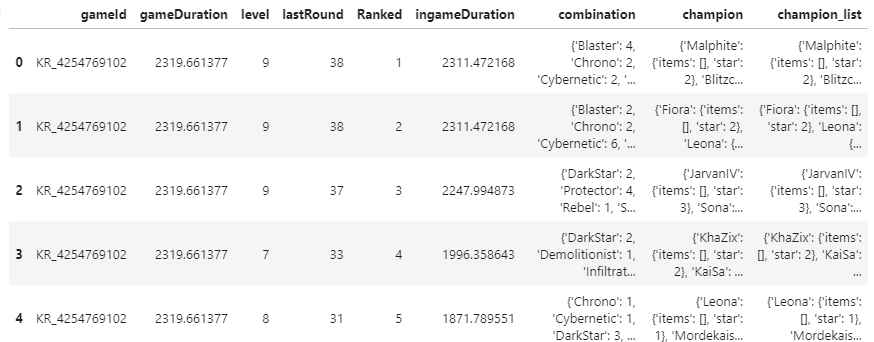 gameId gameDuration level lastRound Ranked ingameDuration combination champion champion_list
0 KR_4254769102 2319.661377 9 38 1 2311.472168 {'Blaster': 4, 'Chrono': 2, 'Cybernetic': 2, '... {'Malphite': {'items': [], 'star': 2}, 'Blitzc... {'Malphite': {'items': [], 'star': 2}, 'Blitzc...
1 KR_4254769102 2319.661377 9 38 2 2311.472168 {'Blaster': 2, 'Chrono': 2, 'Cybernetic': 6, '... {'Fiora': {'items': [], 'star': 2}, 'Leona': {... {'Fiora': {'items': [], 'star': 2}, 'Leona': {...
2 KR_4254769102 2319.661377 9 37 3 2247.994873 {'DarkStar': 2, 'Protector': 4, 'Rebel': 1, 'S... {'JarvanIV': {'items': [], 'star': 3}, 'Sona':... {'JarvanIV': {'items': [], 'star': 3}, 'Sona':...
3 KR_4254769102 2319.661377 7 33 4 1996.358643 {'DarkStar': 2, 'Demolitionist': 1, 'Infiltrat... {'KhaZix': {'items': [], 'star': 2}, 'KaiSa': ... {'KhaZix': {'items': [], 'star': 2}, 'KaiSa': ...
4 KR_4254769102 2319.661377 8 31 5 1871.789551 {'Chrono': 1, 'Cybernetic': 1, 'DarkStar': 3, ... {'Leona': {'items': [], 'star': 1}, 'Mordekais... {'Leona': {'items': [], 'star': 1}, 'Mordekais...